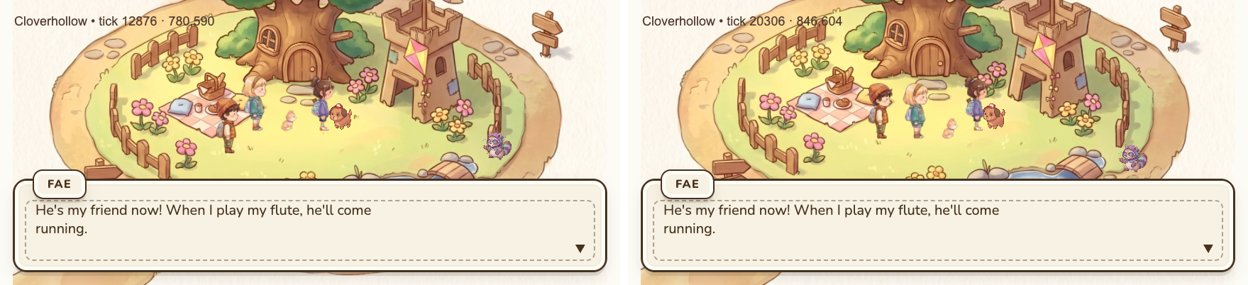 Cloverhollow • tick 12876 · 780,590
FAE
He's my friend now! When I play my flute, he'll come
running.
Cloverhollow • tick 20306 · 846,604
FAE
He's my friend now! When I play my flute, he'll come
running.